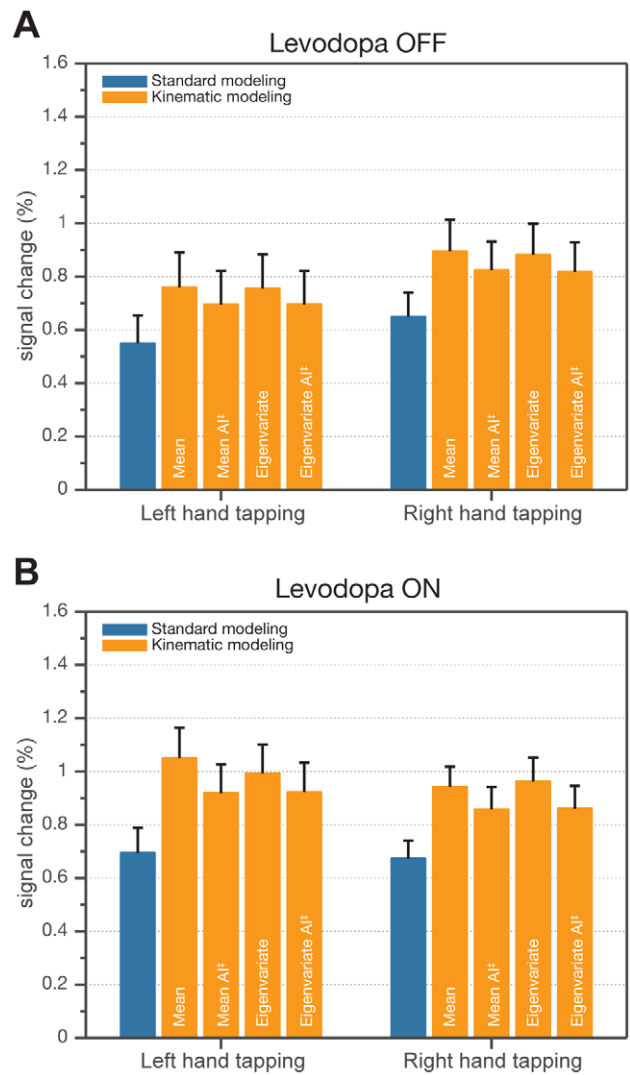 A
Levodopa OFF
1.6
1.4
1.2
1
0.8
0.6
0.4
0.2
0
signal change (%)
Standard modeling
Kinematic modeling
Mean
Mean AI‡
Eigenvariate
Eigenvariate AI‡
Mean
Mean AI‡
Eigenvariate
Eigenvariate AI‡
Left hand tapping
Right hand tapping
B
Levodopa ON
1.6
1.4
1.2
1
0.8
0.6
0.4
0.2
0
signal change (%)
Standard modeling
Kinematic modeling
Mean
Mean AI‡
Eigenvariate
Eigenvariate AI‡
Mean
Mean AI‡
Eigenvariate
Eigenvariate AI‡
Left hand tapping
Right hand tapping